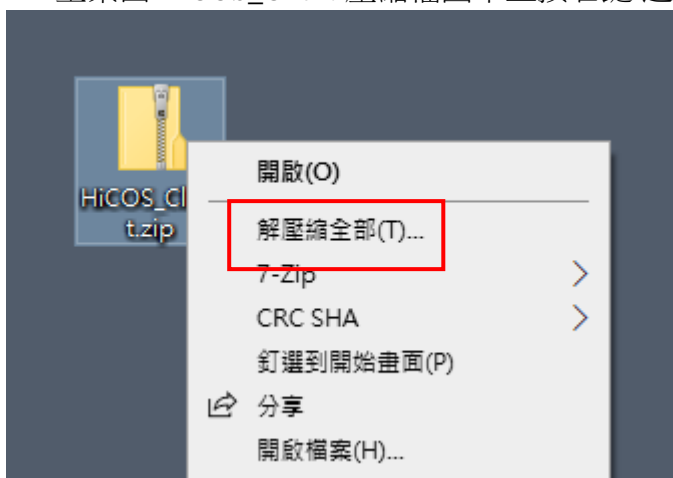 HiCOS_Cl
t.zip
開啟(O)
解壓縮全部(T)...
7-Zip
CRC SHA
釘選到開始畫面(P)
分享
開啟檔案(H)...